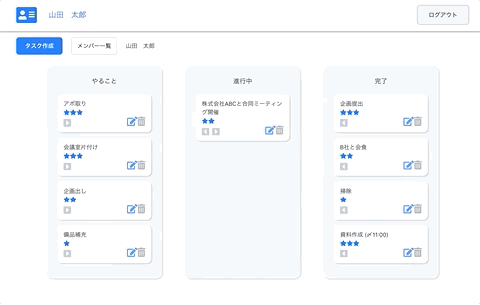 山田　太郎
ログアウト
タスク作成
メンバー一覧
山田　太郎
やること
アポ取り
会議室片付け
企画出し
備品補充
進行中
株式会社ABCと合同ミーティン
グ開催
完了
企画提出
B社と会食
掃除
資料作成 (〆11:00)